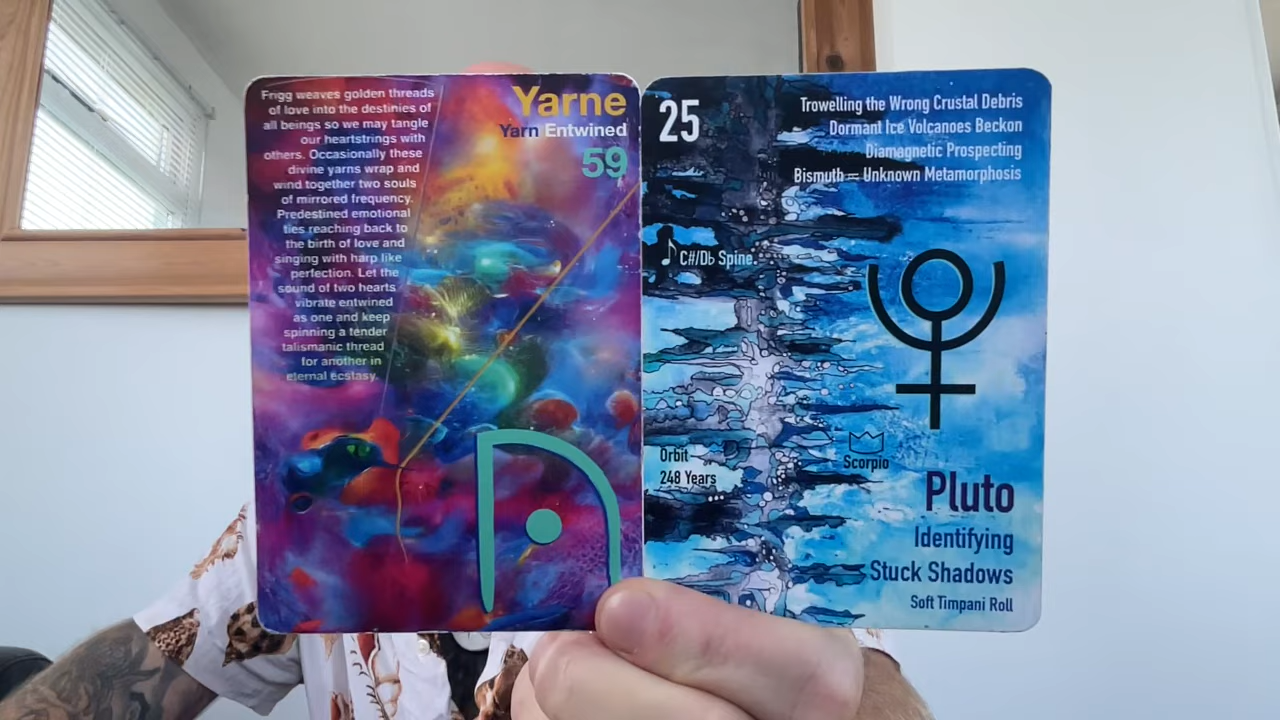 Frigg weaves golden threads
of love into the destinies of
all beings so we may tangle
our heartstrings with
others. Occasionally these
divine yarns wrap and
wind together two souls
of mirrored frequency.
Predestined emotional
ties reaching back to
the birth of love and
singing with harp like
perfection. Let the
sound of two hearts
vibrate entwined
as one and keep
spinning a tender
talismanic thread
for another in
eternal ecstasy.
Yarne
Yarn Entwined
59
25
Trowelling the Wrong Crustal Debris
Dormant Ice Volcanoes Beckon
Diamagnetic Prospecting
Bismuth = Unknown Metamorphosis
C#/Db Spine.
Orbit
248 Years
Scorpio
Pluto
Identifying
Stuck Shadows
Soft Timpani Roll